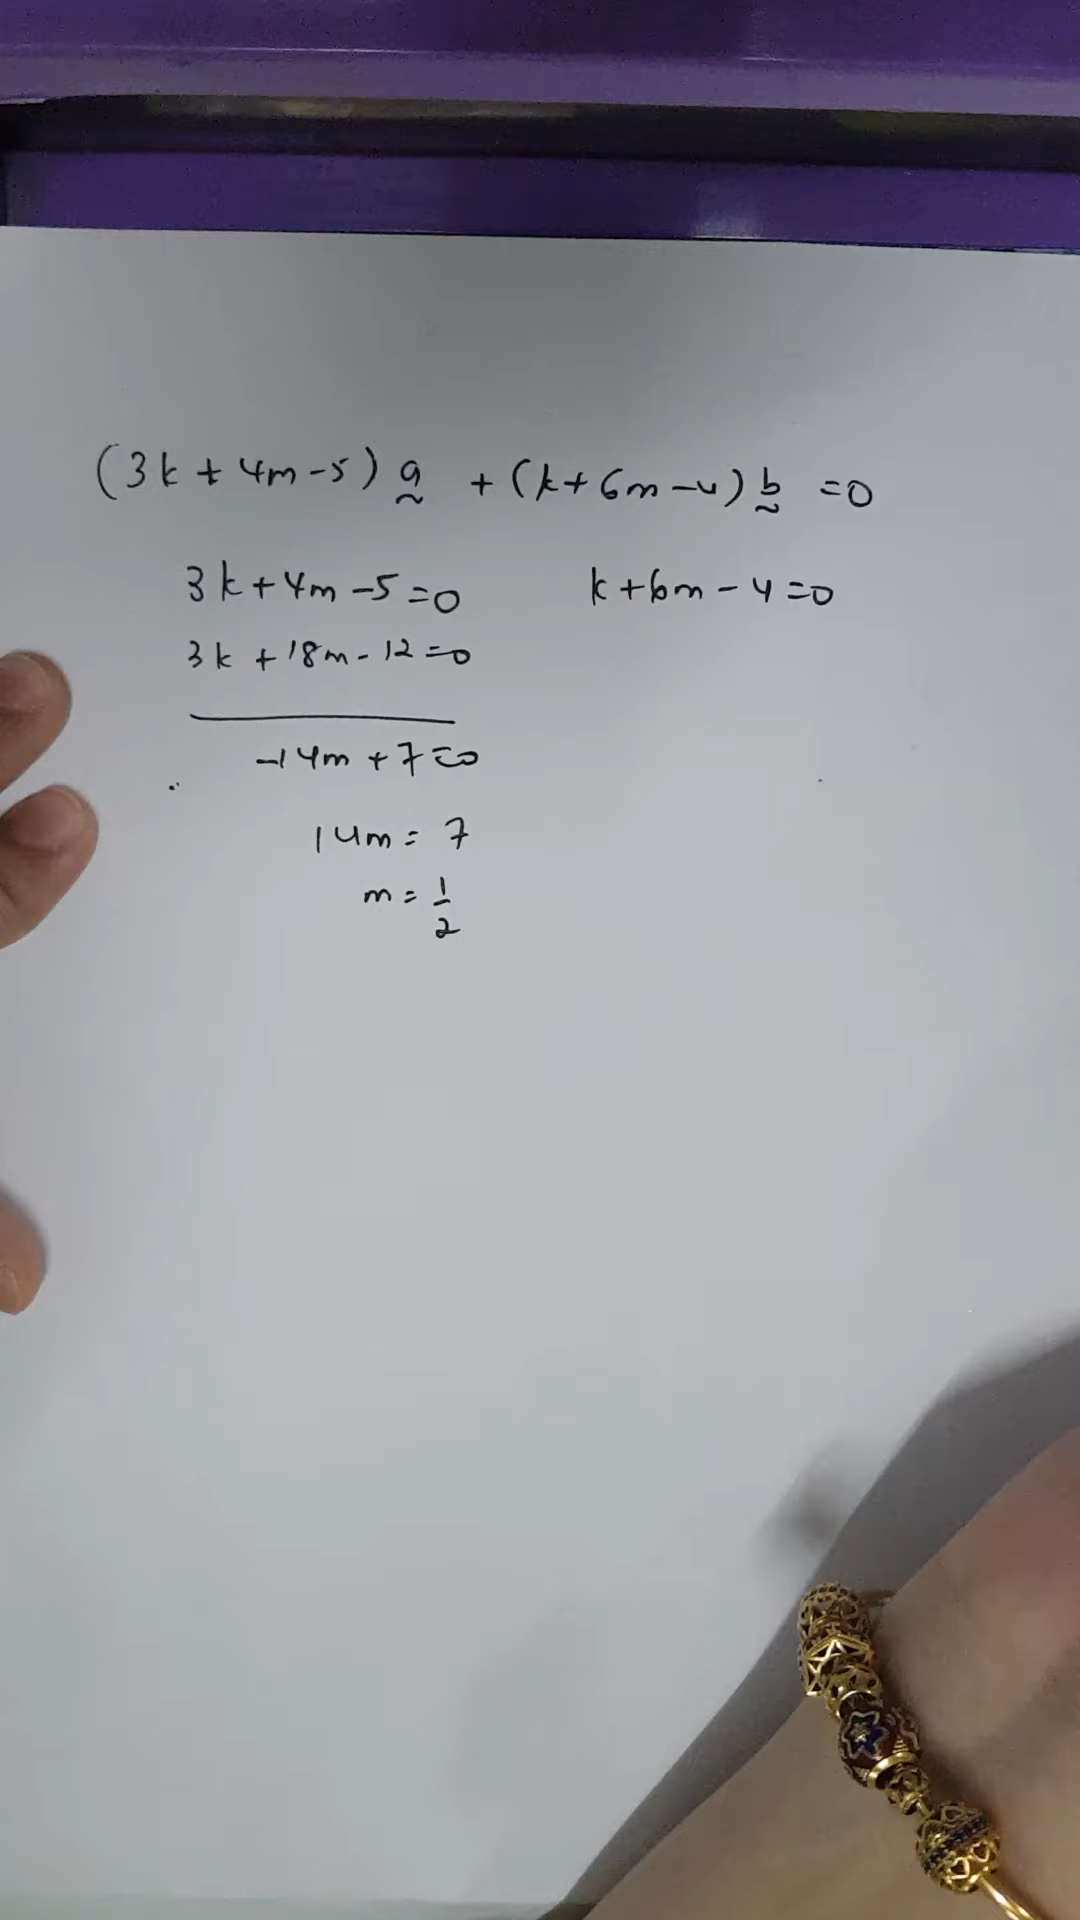 (3k + 4m - 5) a + (k + 6m - 4) b = 0
3k + 4m - 5 = 0 k + 6m - 4 = 0
3k + 18m - 12 = 0
-14m + 7 = 0
14m = 7
m = 1/2